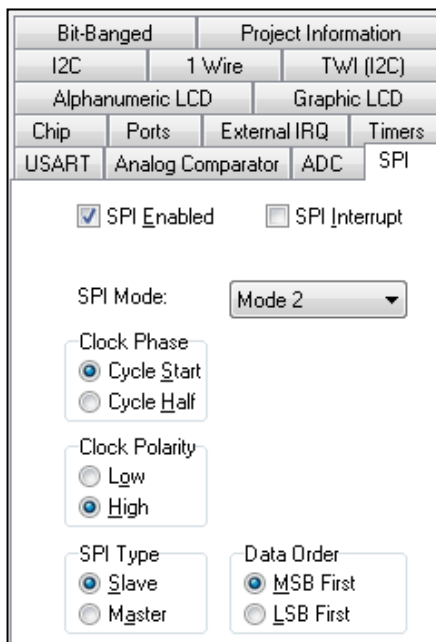 Bit-Banged Project Information
I2C 1 Wire TWI (I2C)
Alphanumeric LCD Graphic LCD
Chip Ports External IRQ Timers
USART Analog Comparator ADC SPI
SPI Enabled SPI Interrupt
SPI Mode: Mode 2
Clock Phase
Cycle Start
Cycle Half
Clock Polarity
Low
High
SPI Type Data Order
Slave MSB First
Master LSB First